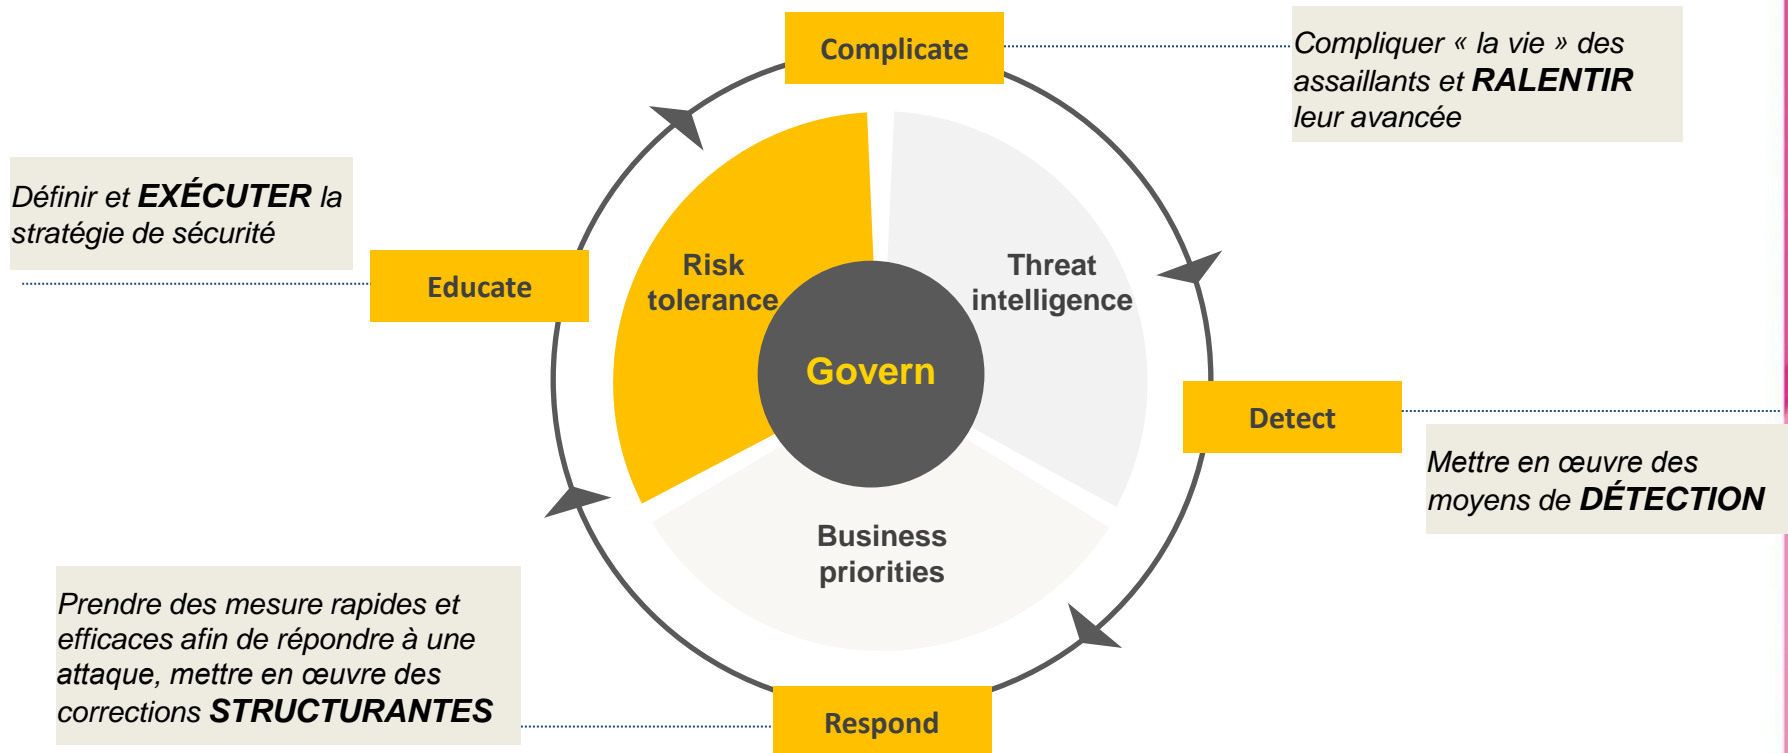 Complicate
Compliquer « la vie » des
assaillants et RALENTIR
leur avancée
Définir et EXÉCUTER la
stratégie de sécurité
Educate
Risk
tolerance
Threat
intelligence
Govern
Detect
Mettre en œuvre des
moyens de DÉTECTION
Business
priorities
Prendre des mesure rapides et
efficaces afin de répondre à une
attaque, mettre en œuvre des
corrections STRUCTURANTES
Respond